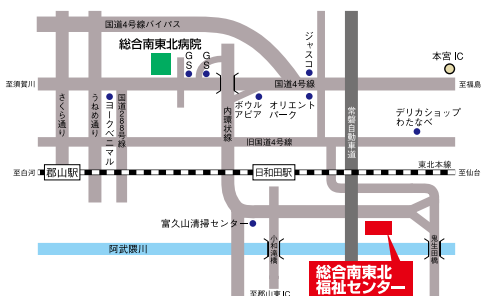 国道4号線バイパス
総合南東北病院
GS
GS
ジャスコ
本宮IC
至須賀川
国道4号線
至福島
さくら通り
うねめ通り
ヨークベニマル
国道288号線
内環状線
ボウル
アピア
オリエント
パーク
常磐自動車道
デリカショップ
わたなべ
旧国道4号線
東北本線
至白河
郡山駅
日和田駅
至仙台
富久山清掃センター
小和滝橋
鬼生田橋
阿武隈川
総合南東北
福祉センター
至郡山東IC